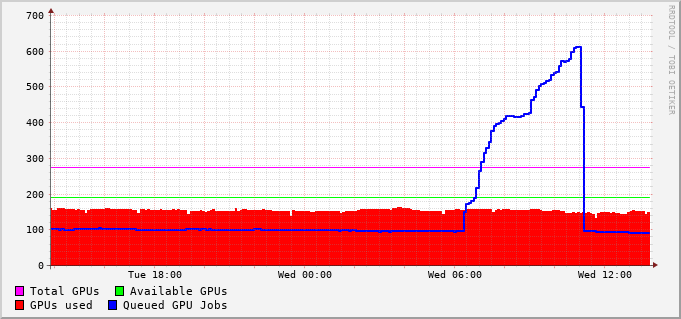 700
600
500
400
300
200
100
0
Tue 18:00 Wed 00:00 Wed 06:00 Wed 12:00
Total GPUs Available GPUs
GPUs used Queued GPU Jobs
RRDTOOL / TOBI OETIKER